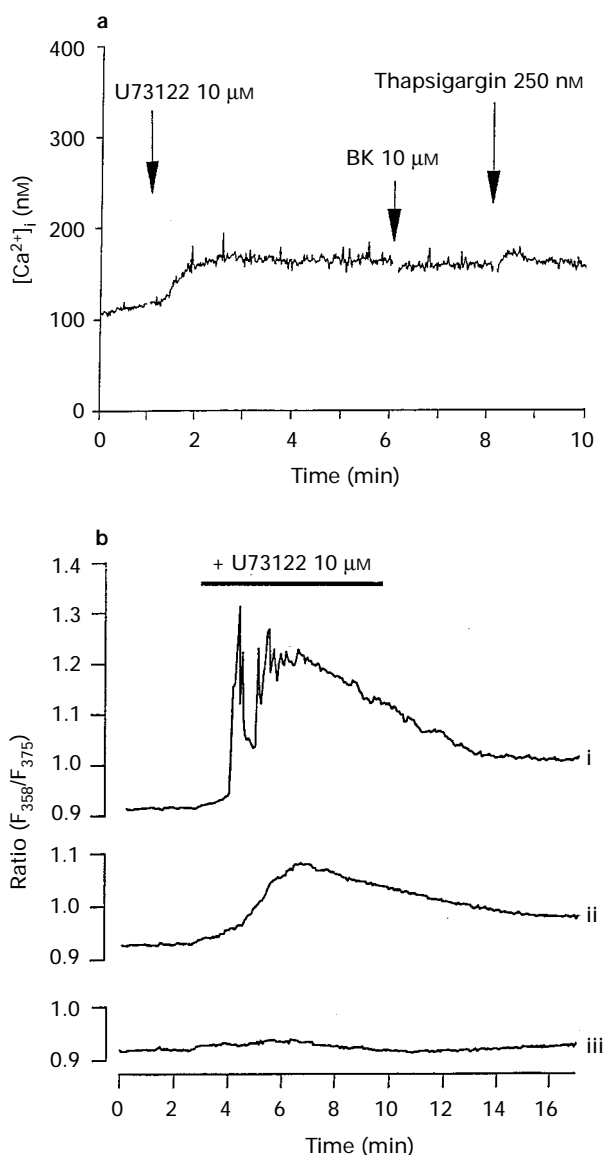 a
400
300
200
100
0
[Ca²⁺]ᵢ (nM)
U73122 10 μM
BK 10 μM
Thapsigargin 250 nM
0 2 4 6 8 10
Time (min)
b
+ U73122 10 μM
1.4
1.3
1.2
1.1
1.0
0.9
i
Ratio (F₃₅₈/F₃₇₅)
1.1
1.0
0.9
ii
1.0
0.9
iii
0 2 4 6 8 10 12 14 16
Time (min)